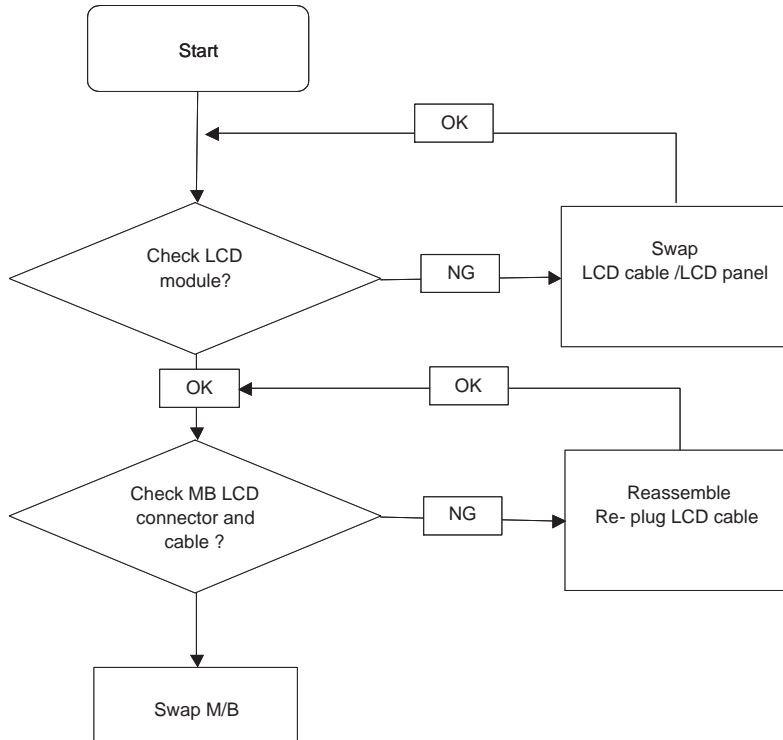 Start
OK
Check LCD
module?
NG
Swap
LCD cable /LCD panel
OK
OK
Check MB LCD
connector and
cable ?
NG
Reassemble
Re- plug LCD cable
Swap M/B